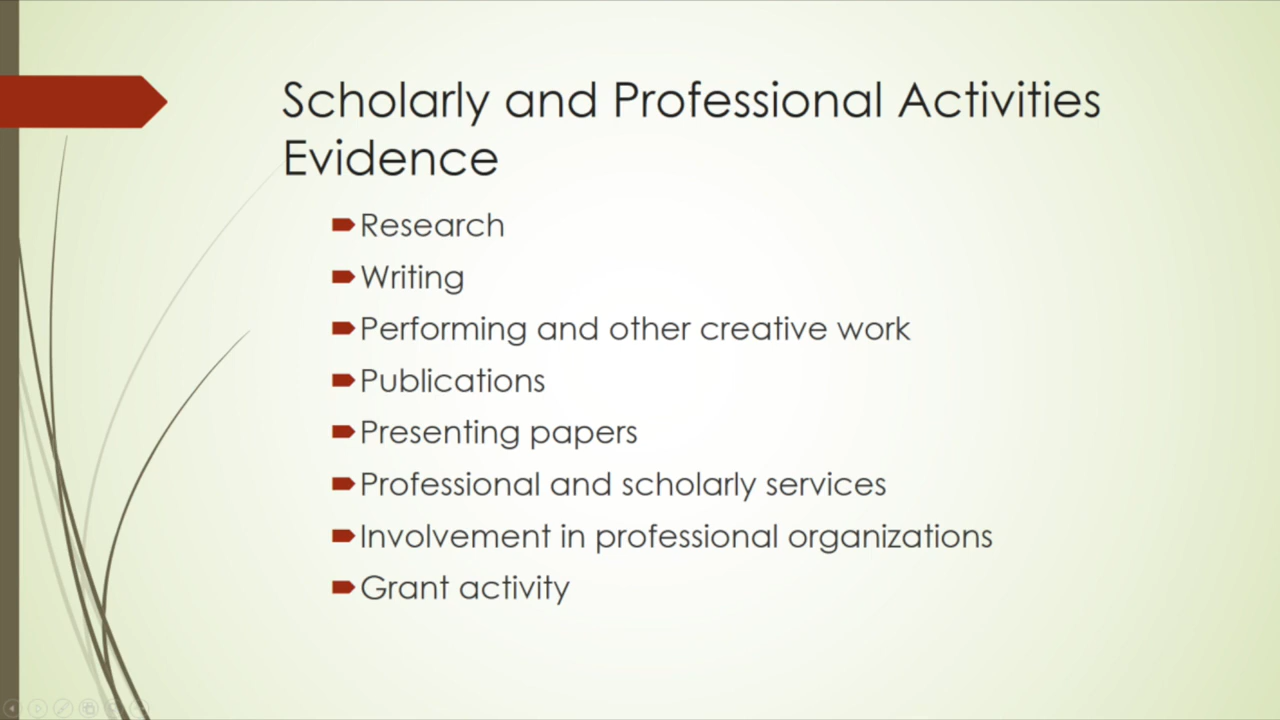 Scholarly and Professional Activities
Evidence
Research
Writing
Performing and other creative work
Publications
Presenting papers
Professional and scholarly services
Involvement in professional organizations
Grant activity